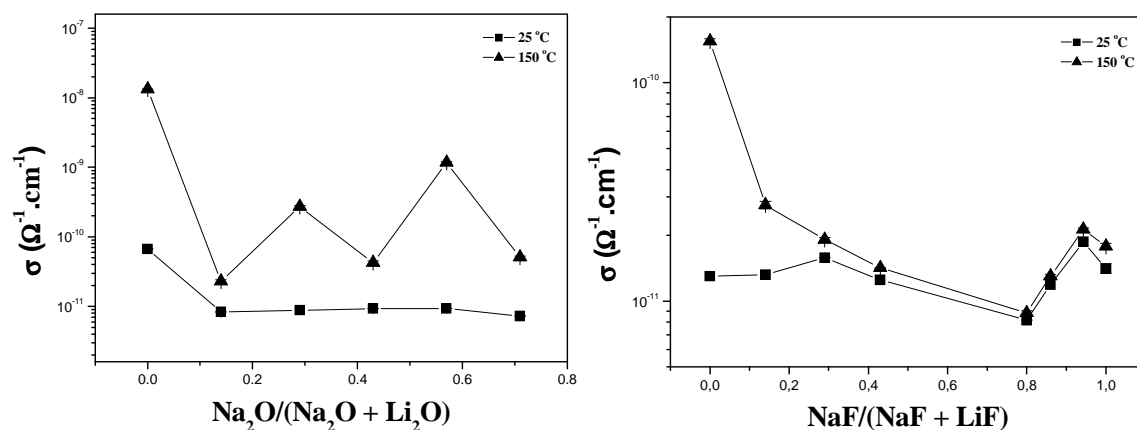 10⁻⁷
10⁻⁸
10⁻⁹
10⁻¹⁰
10⁻¹¹
σ (Ω⁻¹.cm⁻¹)
25 °C
150 °C
0.0 0.2 0.4 0.6 0.8
Na₂O/(Na₂O + Li₂O)
10⁻¹⁰
10⁻¹¹
σ (Ω⁻¹.cm⁻¹)
25 °C
150 °C
0,0 0,2 0,4 0,6 0,8 1,0
NaF/(NaF + LiF)